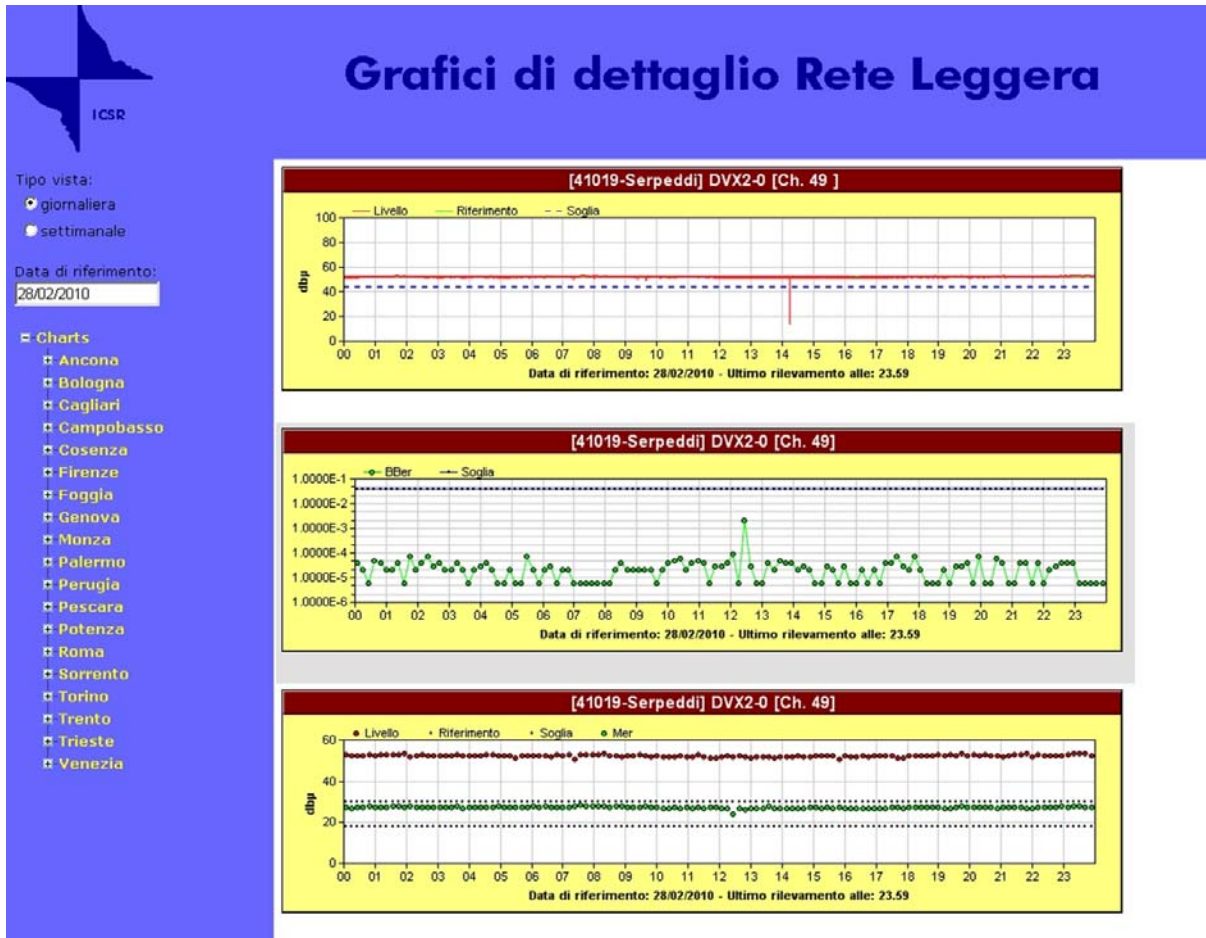 ICSR
Grafici di dettaglio Rete Leggera
Tipo vista:
giornaliera
settimanale
Data di riferimento:
28/02/2010
Charts
Ancona
Bologna
Cagliari
Campobasso
Cosenza
Firenze
Foggia
Genova
Monza
Palermo
Perugia
Pescara
Potenza
Roma
Sorrento
Torino
Trento
Trieste
Venezia
[41019-Serpeddi] DVX2-0 [Ch. 49 ]
Livello Riferimento Soglia
dbµ
100
80
60
40
20
0
00 01 02 03 04 05 06 07 08 09 10 11 12 13 14 15 16 17 18 19 20 21 22 23
Data di riferimento: 28/02/2010 - Ultimo rilevamento alle: 23.59
[41019-Serpeddi] DVX2-0 [Ch. 49]
BBer Soglia
1.0000E-1
1.0000E-2
1.0000E-3
1.0000E-4
1.0000E-5
1.0000E-6
00 01 02 03 04 05 06 07 08 09 10 11 12 13 14 15 16 17 18 19 20 21 22 23
Data di riferimento: 28/02/2010 - Ultimo rilevamento alle: 23.59
[41019-Serpeddi] DVX2-0 [Ch. 49]
Livello Riferimento Soglia Mer
dbµ
60
40
20
0
00 01 02 03 04 05 06 07 08 09 10 11 12 13 14 15 16 17 18 19 20 21 22 23
Data di riferimento: 28/02/2010 - Ultimo rilevamento alle: 23.59